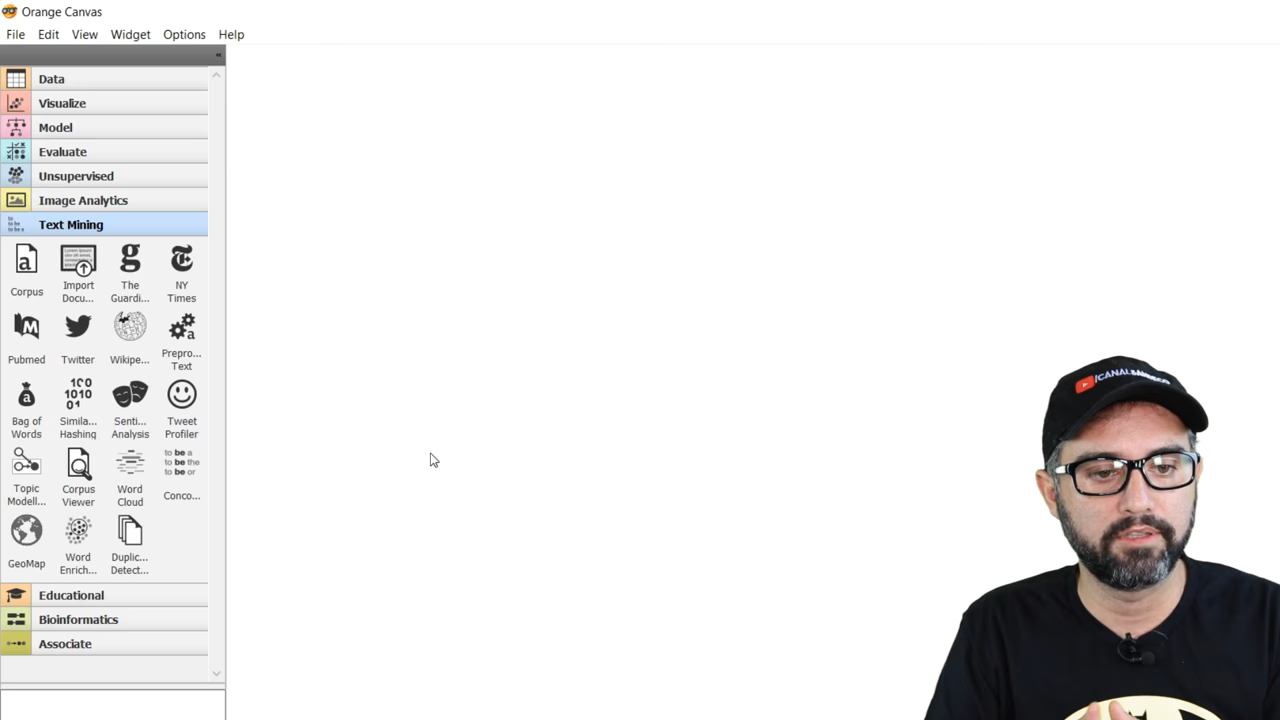 Orange Canvas
File Edit View Widget Options Help
Data
Visualize
Model
Evaluate
Unsupervised
Image Analytics
Text Mining
Corpus
Import Docu...
The Guardi...
NY Times
Pubmed
Twitter
Wikipe...
Prepro... Text
Bag of Words
Simila... Hashing
Senti... Analysis
Tweet Profiler
Topic Modell...
Corpus Viewer
Word Cloud
to be a
to be the
to be or
Conco...
GeoMap
Word Enrich...
Duplic... Detect...
Educational
Bioinformatics
Associate